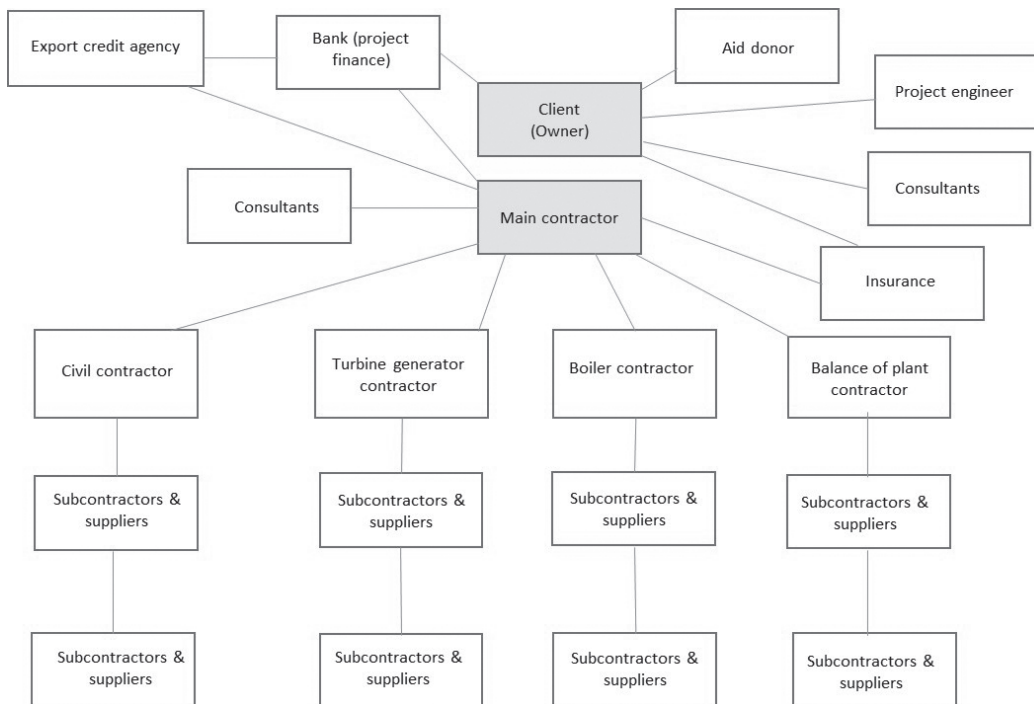 Export credit agency
Bank (project
finance)
Aid donor
Client
(Owner)
Project engineer
Consultants
Consultants
Main contractor
Insurance
Civil contractor
Turbine generator
contractor
Boiler contractor
Balance of plant
contractor
Subcontractors &
suppliers
Subcontractors &
suppliers
Subcontractors &
suppliers
Subcontractors &
suppliers
Subcontractors &
suppliers
Subcontractors &
suppliers
Subcontractors &
suppliers
Subcontractors &
suppliers